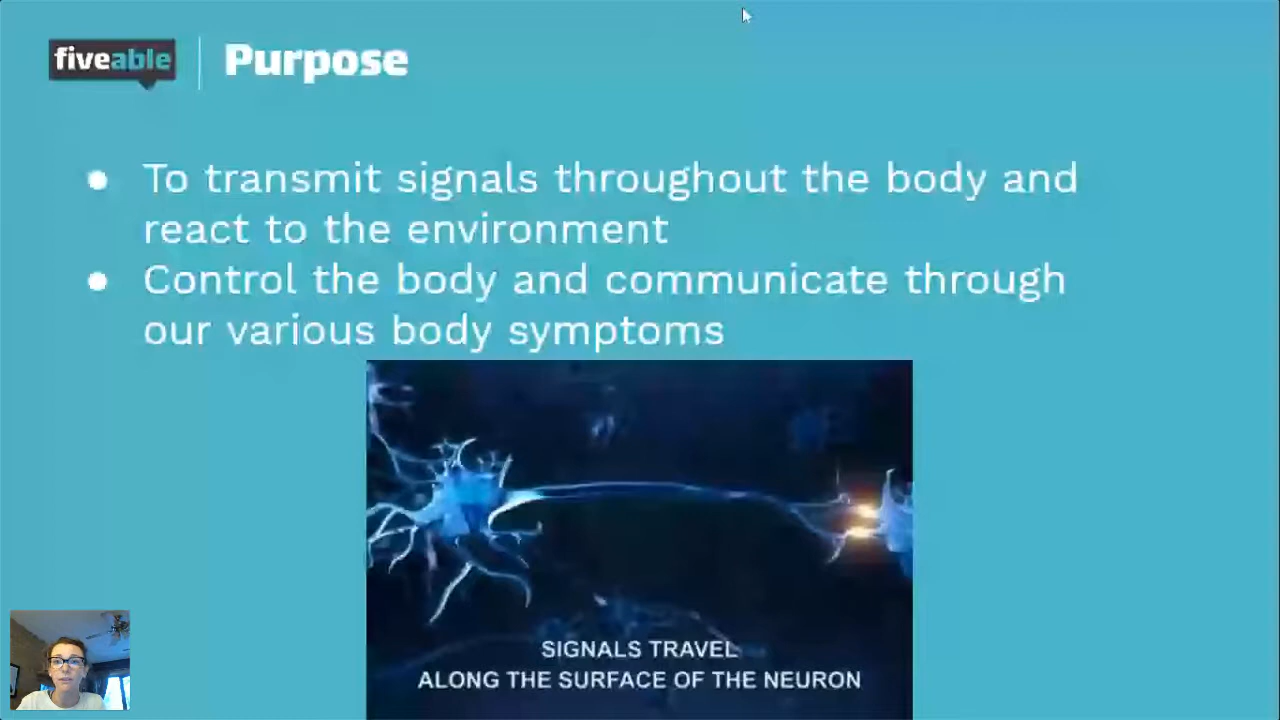 fiveable
Purpose
To transmit signals throughout the body and
react to the environment
Control the body and communicate through
our various body symptoms
SIGNALS TRAVEL
ALONG THE SURFACE OF THE NEURON